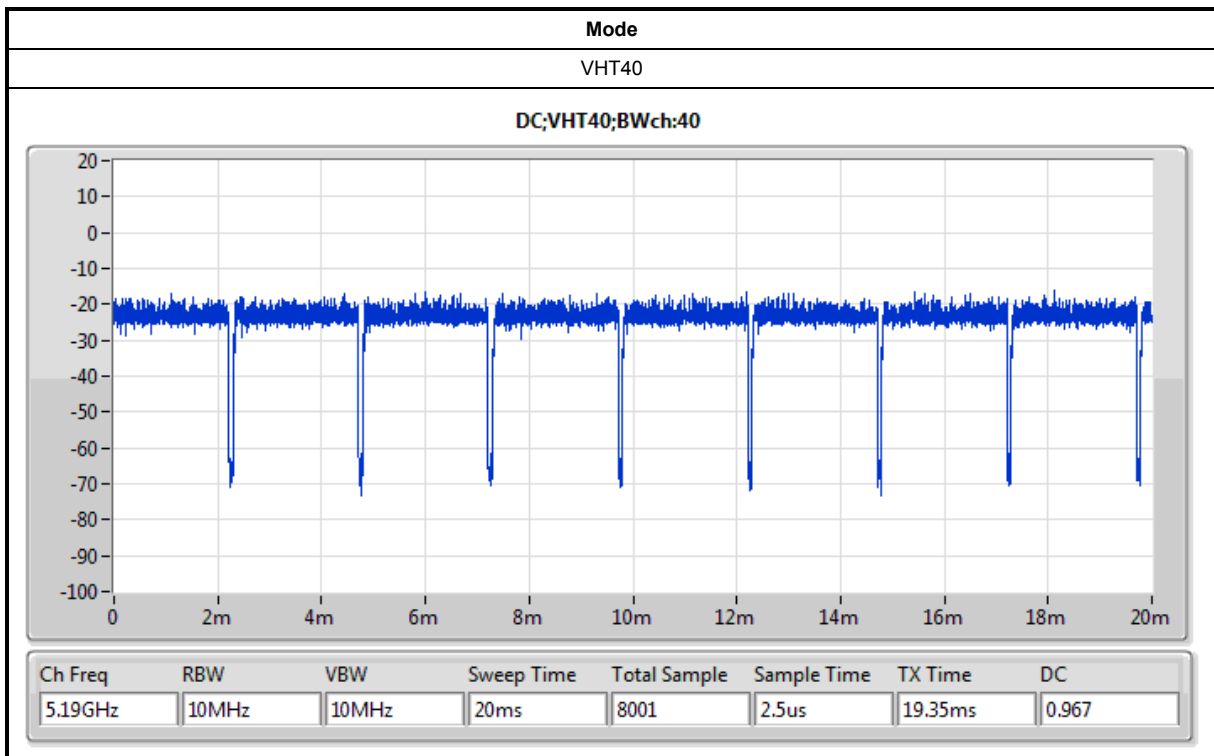 Mode
VHT40
DC;VHT40;BWch:40
20
10
0
-10
-20
-30
-40
-50
-60
-70
-80
-90
-100
0 2m 4m 6m 8m 10m 12m 14m 16m 18m 20m
Ch Freq RBW VBW Sweep Time Total Sample Sample Time TX Time DC
5.19GHz 10MHz 10MHz 20ms 8001 2.5us 19.35ms 0.967